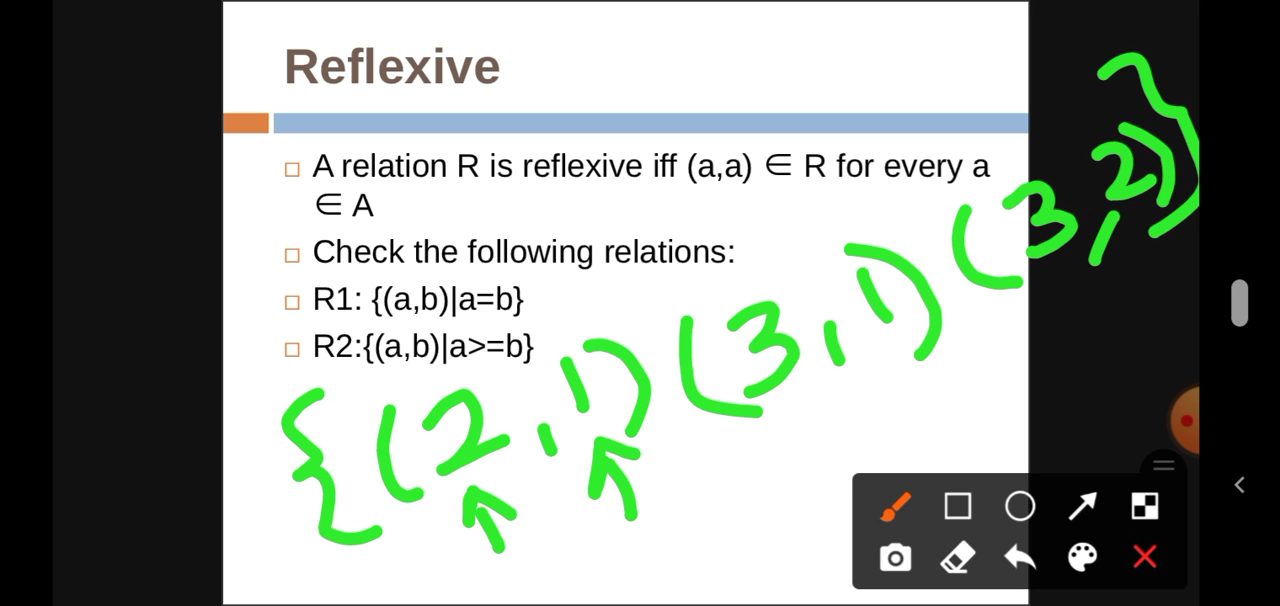 Reflexive
A relation R is reflexive iff (a,a) ∈ R for every a
∈ A
Check the following relations:
R1: {(a,b)|a=b}
R2:{(a,b)|a>=b}
{(2,1)(3,1)(3,2)}